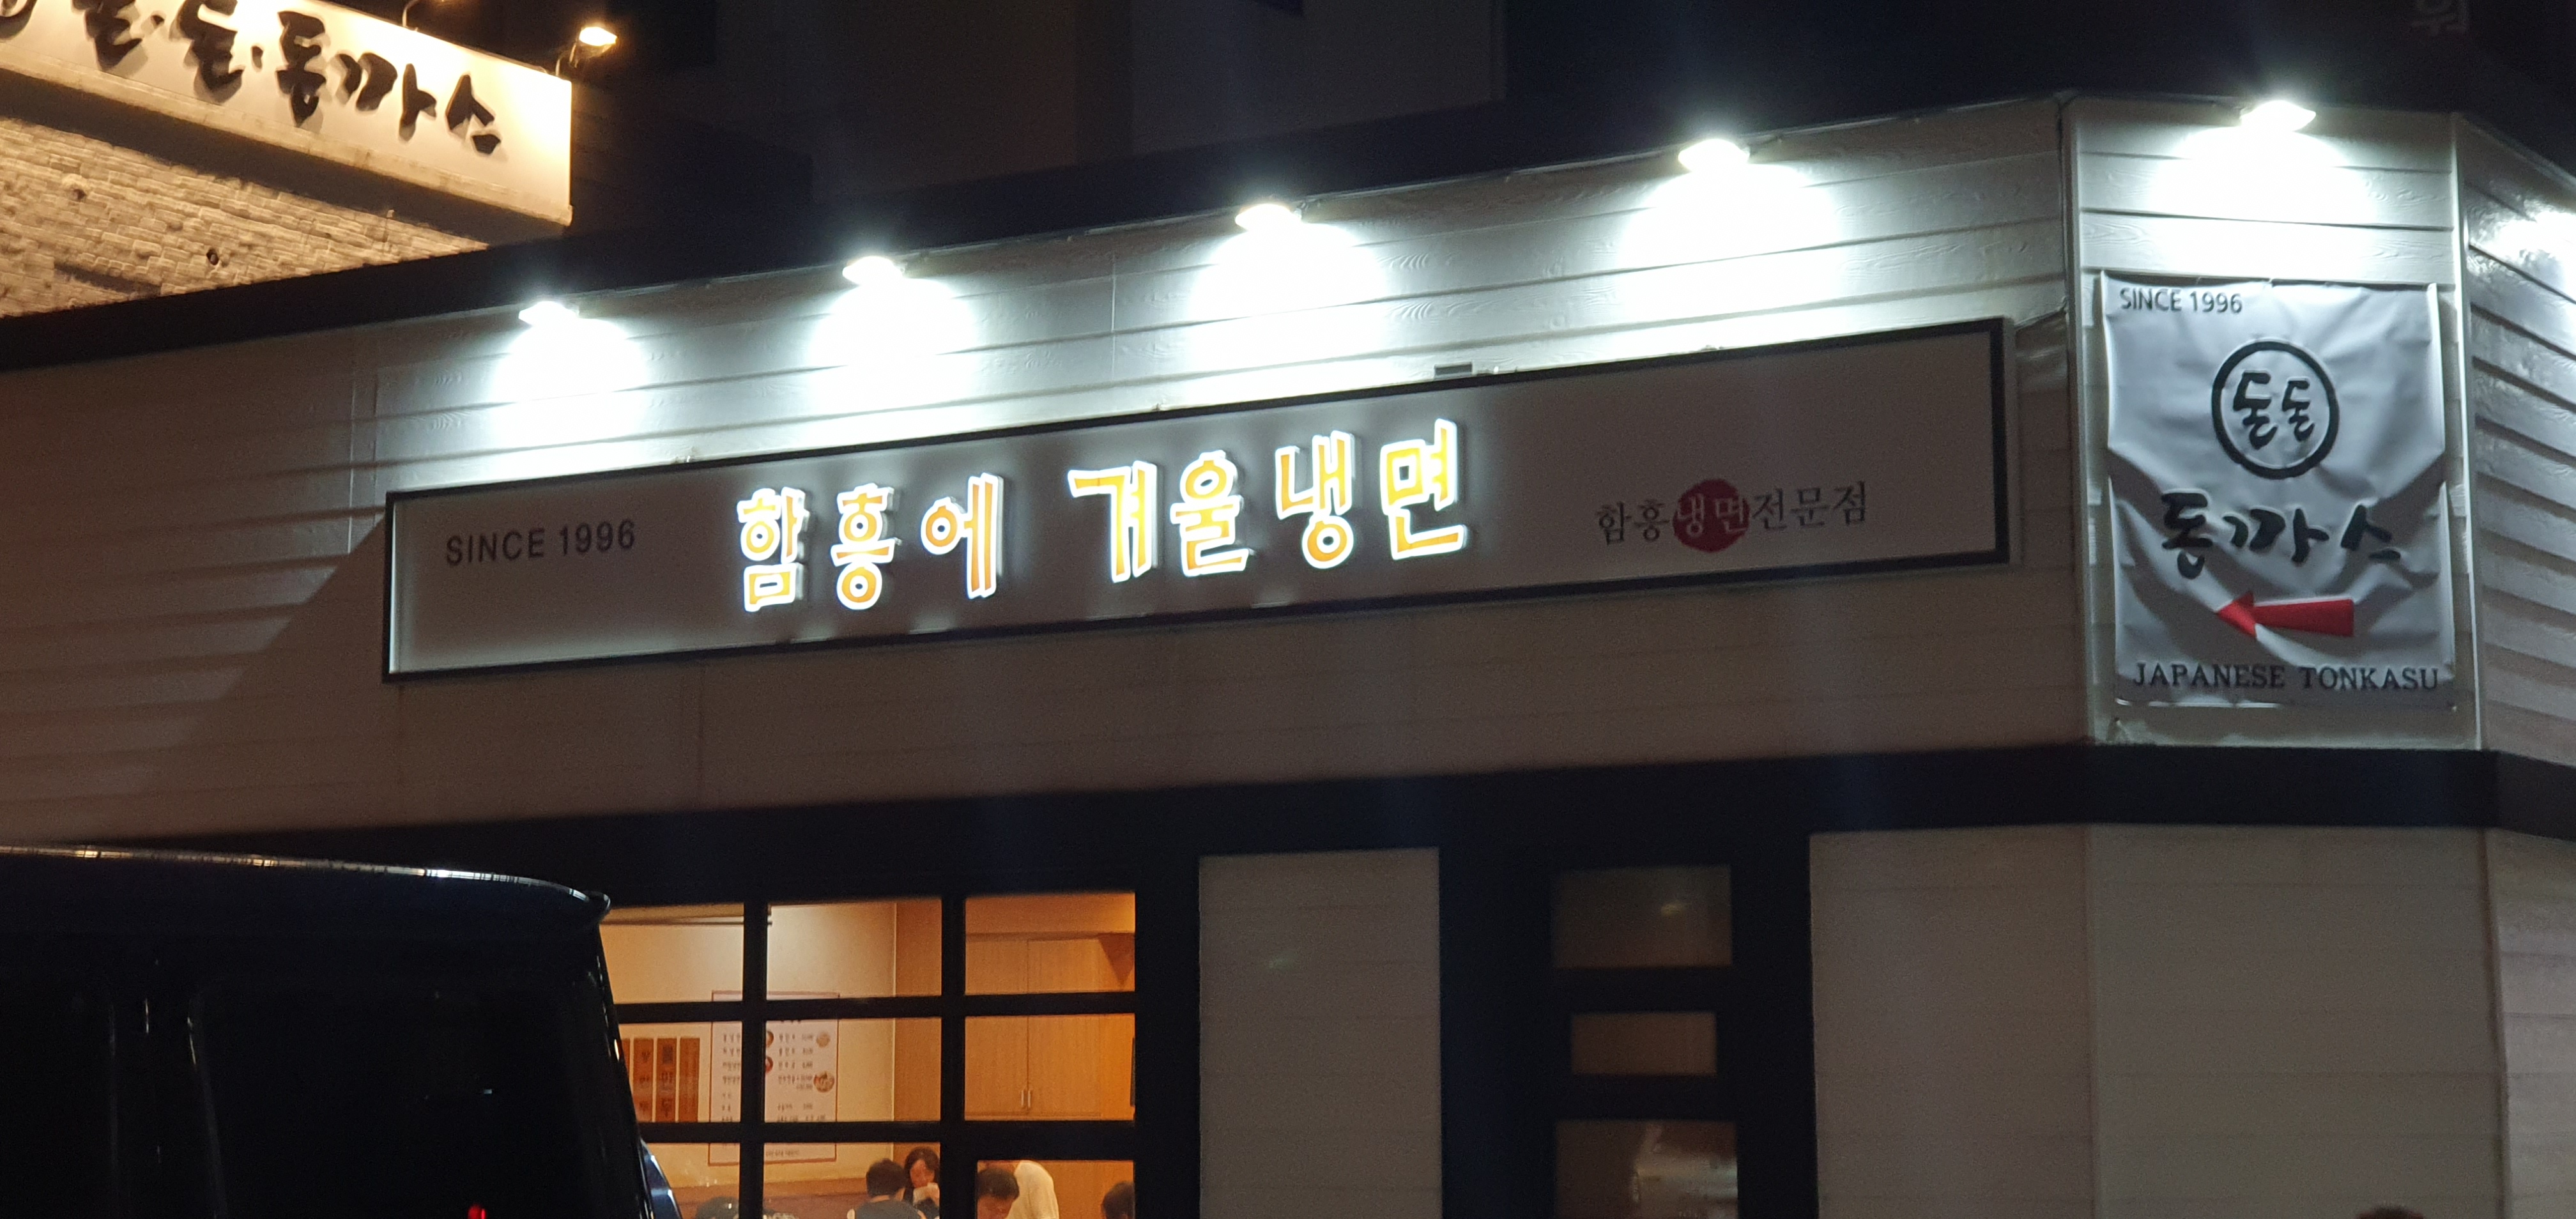 돈·돈·돈까스
SINCE 1996
함흥에 겨울냉면
함흥냉면전문점
SINCE 1996
돈돈
돈까스
JAPANESE TONKASU